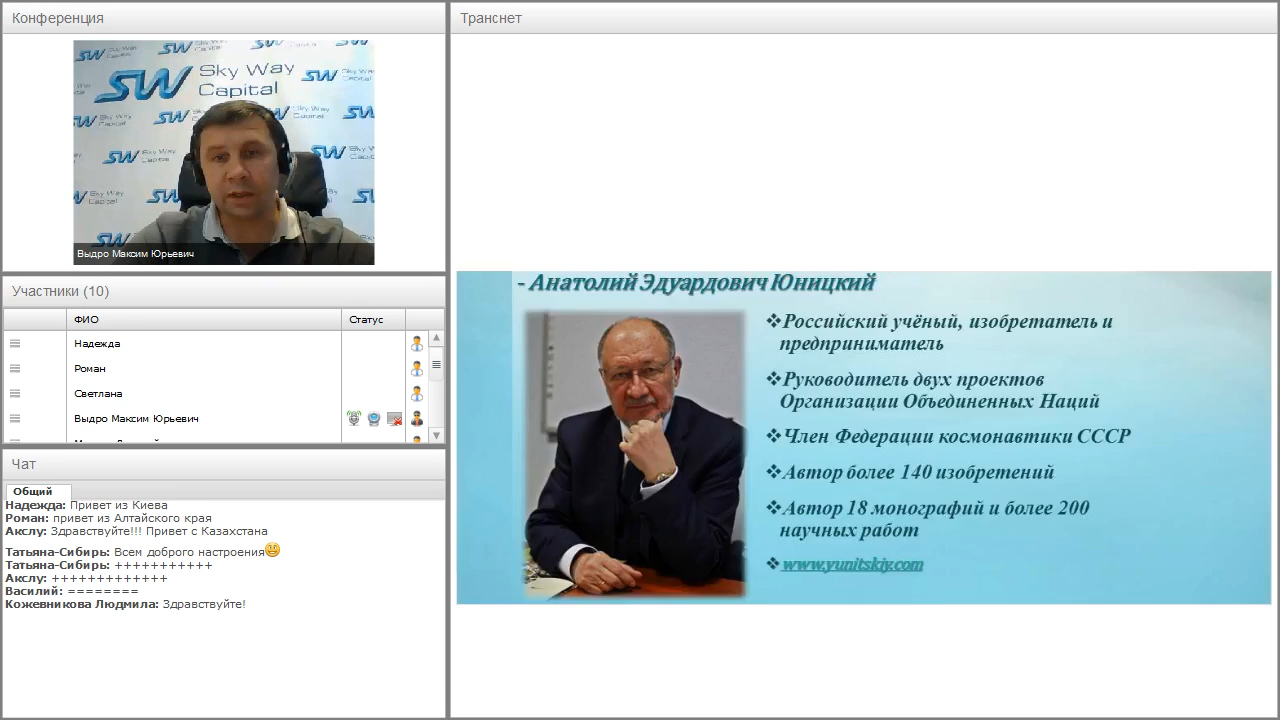 Конференция
Sky Way
Capital
Выдро Максим Юрьевич
Участники (10)
ФИО
Статус
Надежда
Роман
Светлана
Выдро Максим Юрьевич
Чат
Общий
Надежда: Привет из Киева
Роман: привет из Алтайского края
Акслу: Здравствуйте!!! Привет с Казахстана
Татьяна-Сибирь: Всем доброго настроения
Татьяна-Сибирь: +++++++++++
Акслу: +++++++++++++
Василий: ========
Кожевникова Людмила: Здравствуйте!
Транснет
- Анатолий Эдуардович Юницкий
❖Российский учёный, изобретатель и
предприниматель
❖Руководитель двух проектов
Организации Объединенных Наций
❖Член Федерации космонавтики СССР
❖Автор более 140 изобретений
❖Автор 18 монографий и более 200
научных работ
❖www.yunitskiy.com